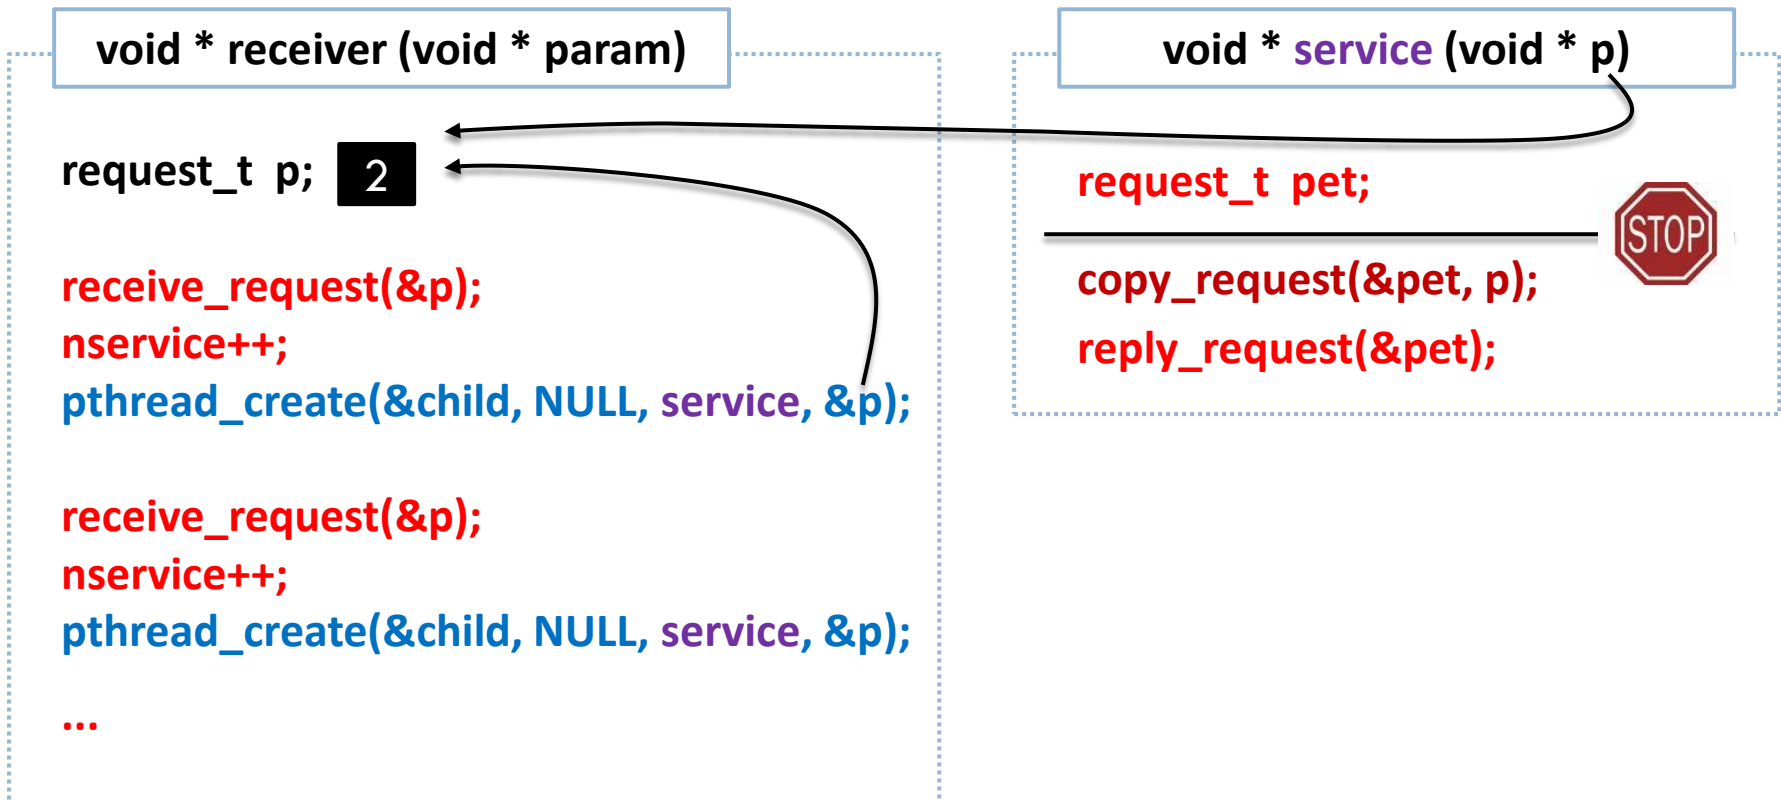 void * receiver (void * param)
request_t p; 2
receive_request(&p);
nservice++;
pthread_create(&child, NULL, service, &p);
receive_request(&p);
nservice++;
pthread_create(&child, NULL, service, &p);
...
void * service (void * p)
request_t pet;
STOP
copy_request(&pet, p);
reply_request(&pet);